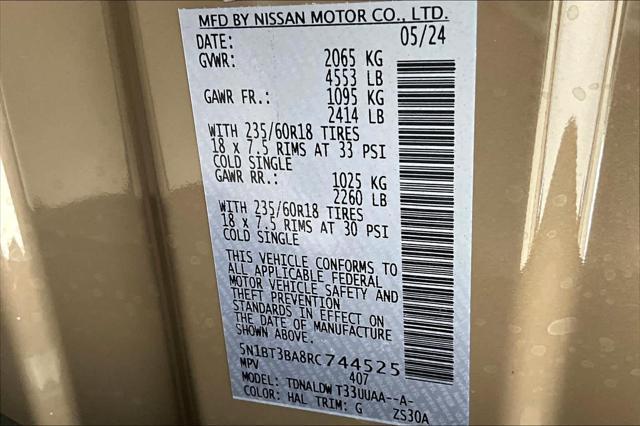 MFD BY NISSAN MOTOR CO., LTD.
DATE: 05/24
GVWR: 2065 KG
4553 LB
GAWR FR.: 1095 KG
2414 LB
WITH 235/60R18 TIRES
18 x 7.5 RIMS AT 33 PSI
COLD SINGLE
GAWR RR.: 1025 KG
2260 LB
WITH 235/60R18 TIRES
18 x 7.5 RIMS AT 30 PSI
COLD SINGLE
THIS VEHICLE CONFORMS TO
ALL APPLICABLE FEDERAL
MOTOR VEHICLE SAFETY AND
THEFT PREVENTION
STANDARDS IN EFFECT ON
THE DATE OF MANUFACTURE
SHOWN ABOVE.
5N1BT3BA8RC744525
MPV 407
MODEL: TDNALDW T33UUAA--A-
COLOR: HAL TRIM: G ZS30A